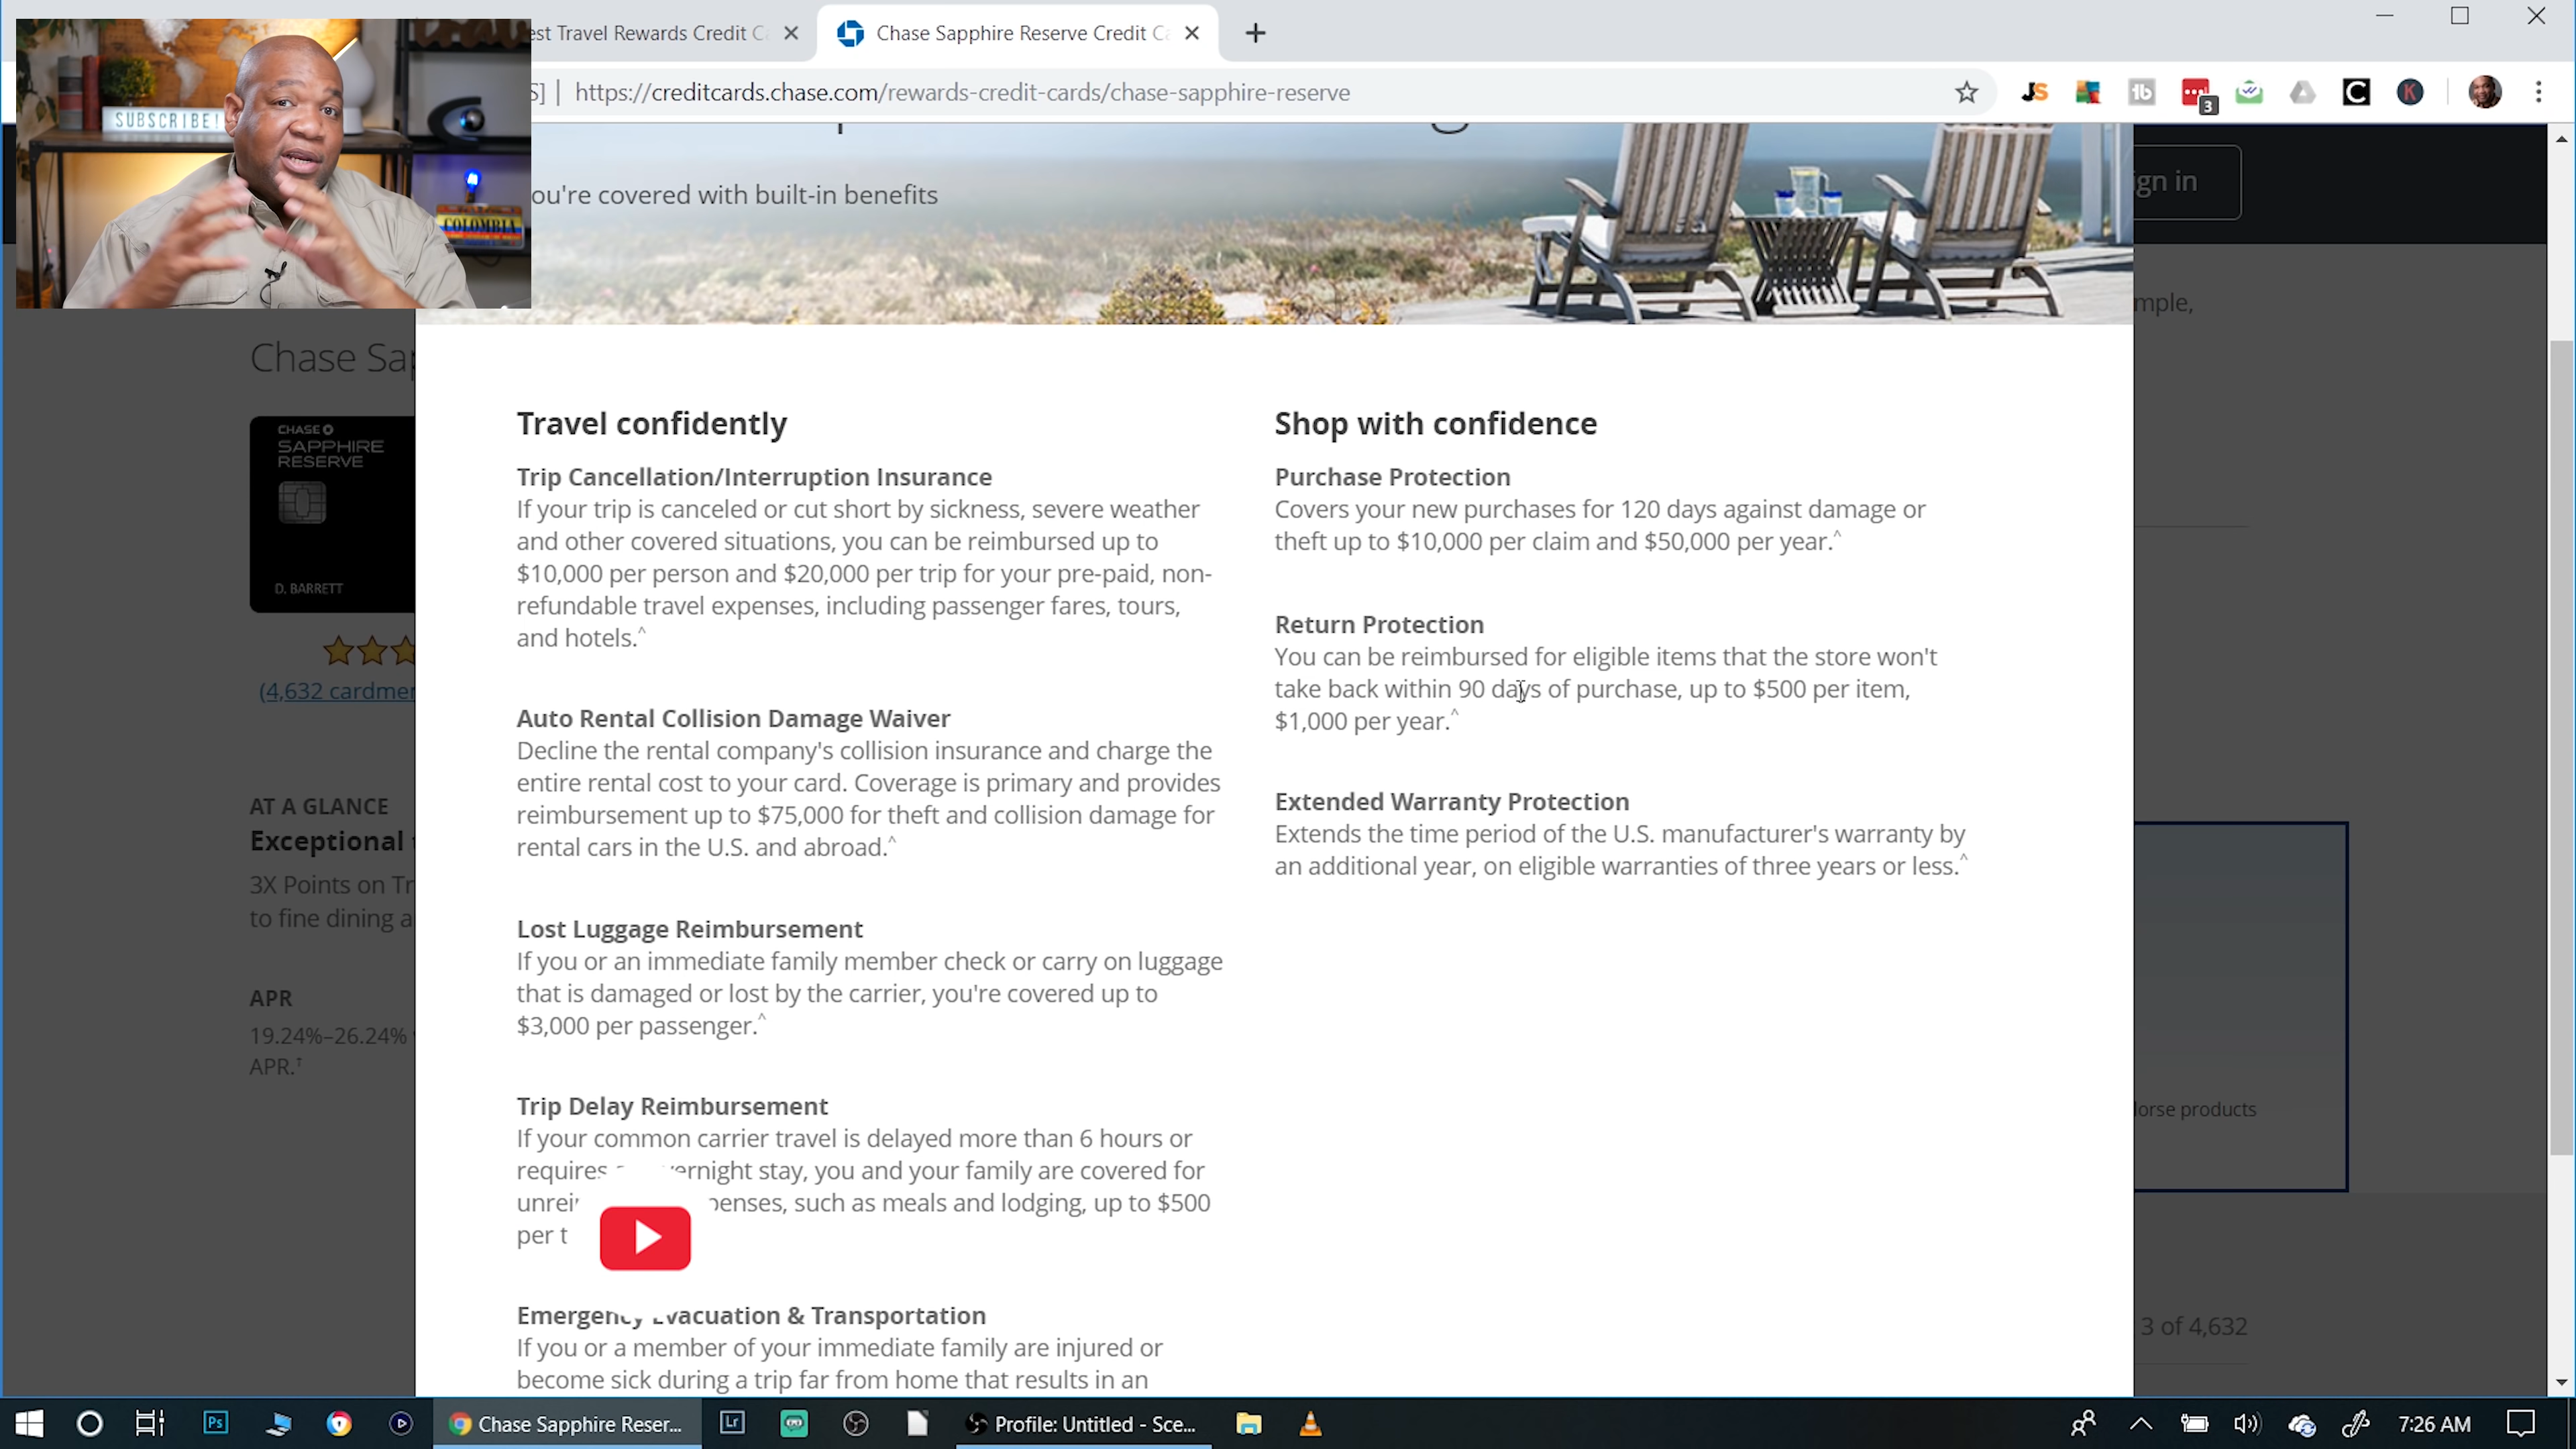 est Travel Rewards Credit C
Chase Sapphire Reserve Credit Ca
https://creditcards.chase.com/rewards-credit-cards/chase-sapphire-reserve
JS
tb
3
C
K
SUBSCRIBE!
COLOMBIA
ou're covered with built-in benefits
ign in
mple,
Chase Sap
CHASE
SAPPHIRE
RESERVE
D. BARRETT
(4,632 cardmer
AT A GLANCE
Exceptional t
3X Points on Tr
to fine dining a
APR
19.24%–26.24%
APR.†
Travel confidently
Trip Cancellation/Interruption Insurance
If your trip is canceled or cut short by sickness, severe weather
and other covered situations, you can be reimbursed up to
$10,000 per person and $20,000 per trip for your pre-paid, non-
refundable travel expenses, including passenger fares, tours,
and hotels.^
Auto Rental Collision Damage Waiver
Decline the rental company's collision insurance and charge the
entire rental cost to your card. Coverage is primary and provides
reimbursement up to $75,000 for theft and collision damage for
rental cars in the U.S. and abroad.^
Lost Luggage Reimbursement
If you or an immediate family member check or carry on luggage
that is damaged or lost by the carrier, you're covered up to
$3,000 per passenger.^
Trip Delay Reimbursement
If your common carrier travel is delayed more than 6 hours or
requires ernight stay, you and your family are covered for
unrei penses, such as meals and lodging, up to $500
per t
Emergency Evacuation & Transportation
If you or a member of your immediate family are injured or
become sick during a trip far from home that results in an
Shop with confidence
Purchase Protection
Covers your new purchases for 120 days against damage or
theft up to $10,000 per claim and $50,000 per year.^
Return Protection
You can be reimbursed for eligible items that the store won't
take back within 90 days of purchase, up to $500 per item,
$1,000 per year.^
Extended Warranty Protection
Extends the time period of the U.S. manufacturer's warranty by
an additional year, on eligible warranties of three years or less.^
lorse products
3 of 4,632
Ps
Chase Sapphire Reser...
Lr
Profile: Untitled - Sce...
7:26 AM